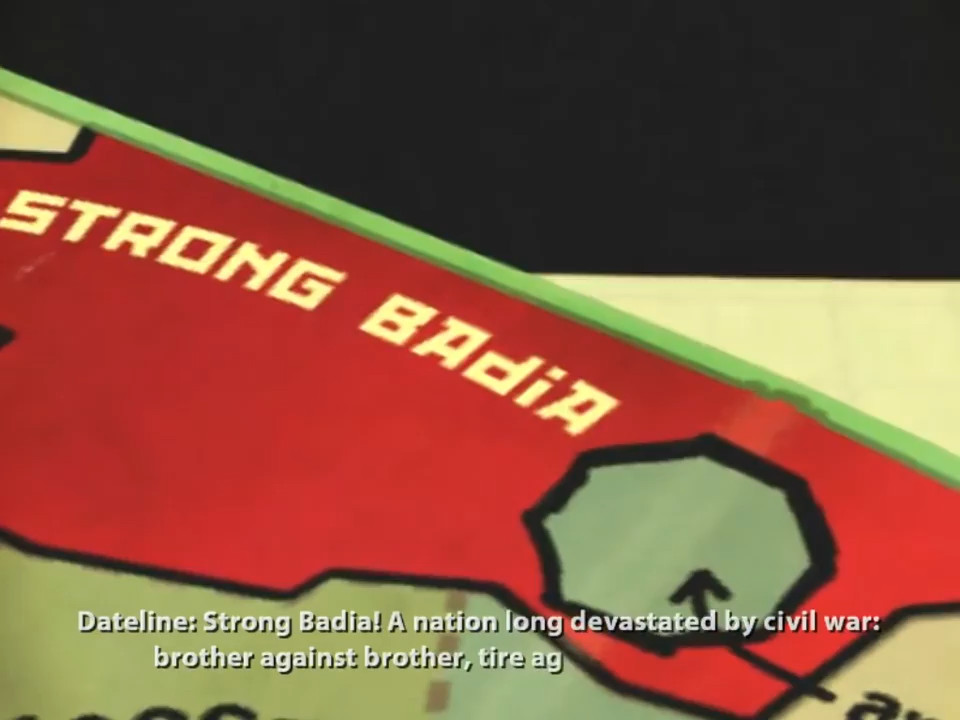 STRONG BAdiA
Dateline: Strong Badia! A nation long devastated by civil war:
brother against brother, tire ag